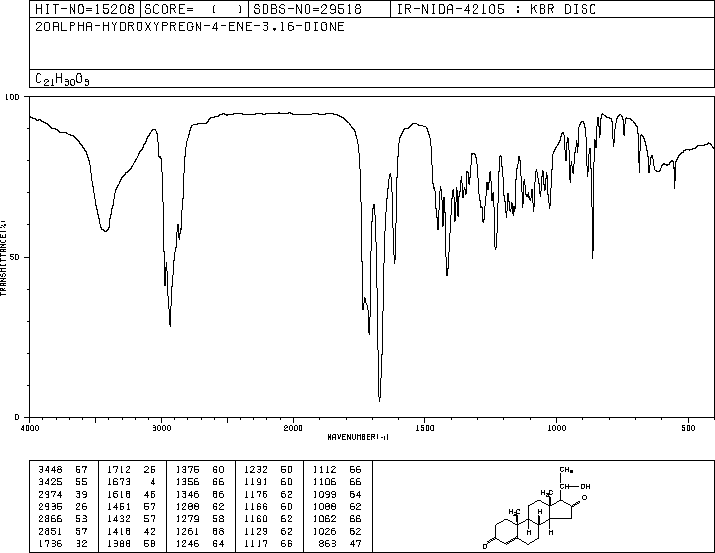 HIT-NO=15208 SCORE= ( ) SDBS-NO=29518 IR-NIDA-42105 : KBR DISC
20ALPHA-HYDROXYPREGN-4-ENE-3,16-DIONE
C21H30O3
100
50
0
TRANSMITTANCE(%)
4000 3000 2000 1500 1000 500
WAVENUMBER(-1)
3448 57 1712 26 1376 60 1232 50 1112 66
3425 55 1673 4 1356 66 1191 60 1106 66
2974 39 1618 46 1346 66 1176 62 1099 64
2936 26 1451 57 1288 62 1166 60 1088 62
2866 53 1432 57 1279 58 1160 62 1062 66
2851 57 1418 42 1261 68 1129 62 1026 62
1736 32 1388 58 1246 64 1117 66 863 47
CH3
CH-OH
H3C
O
H3C
H
H
H
O